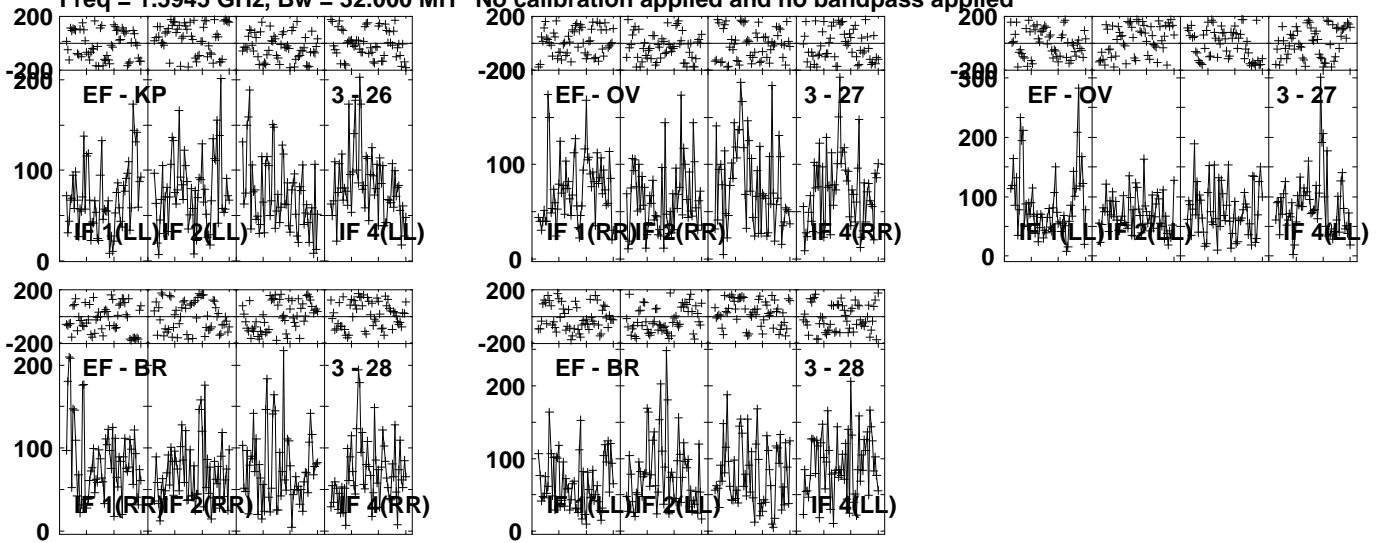 Freq = 1.5945 GHz, Bw = 32.000 MH No calibration applied and no bandpass applied
200
-200
200
100
0
EF - KP
3 - 26
IF 1(LL)
IF 2(LL)
IF 4(LL)
200
-200
200
100
0
EF - OV
3 - 27
IF 1(RR)
IF 2(RR)
IF 4(RR)
200
-200
300
200
100
0
EF - OV
3 - 27
IF 1(LL)
IF 2(LL)
IF 4(LL)
200
-200
200
100
0
EF - BR
3 - 28
IF 1(RR)
IF 2(RR)
IF 4(RR)
200
-200
200
100
0
EF - BR
3 - 28
IF 1(LL)
IF 2(LL)
IF 4(LL)